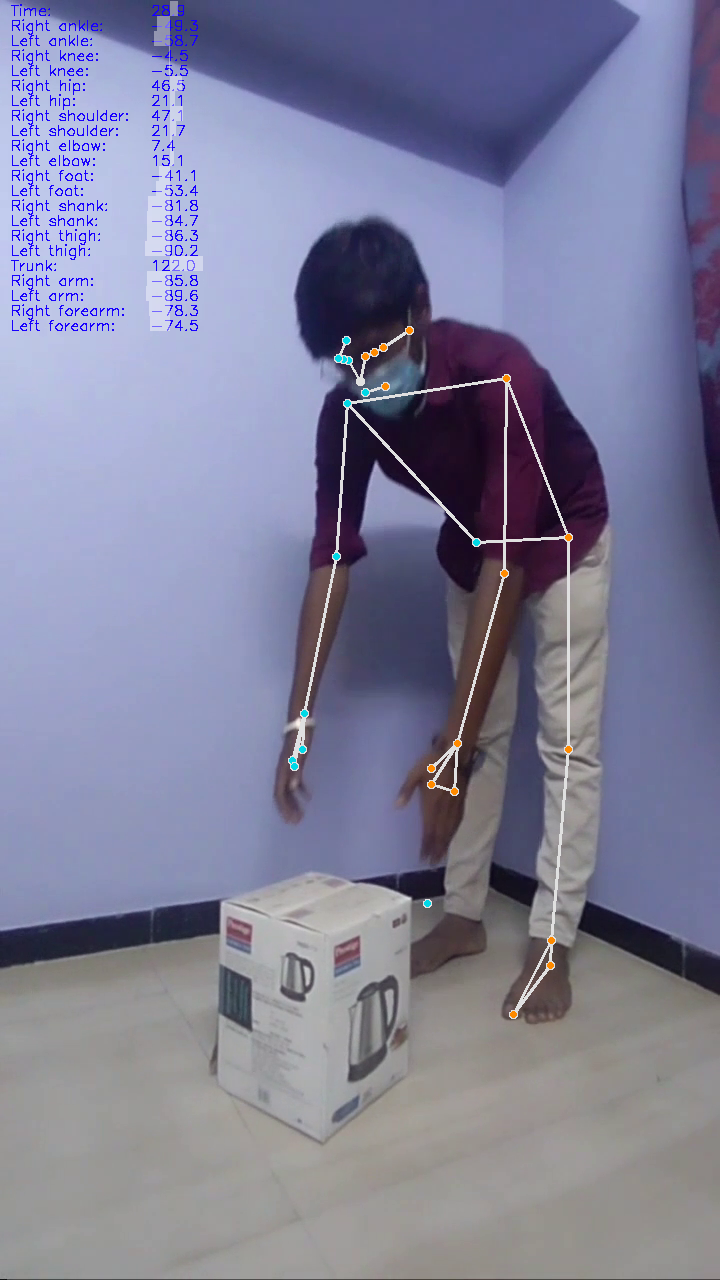 Time: 28.9
Right ankle: -49.3
Left ankle: -58.7
Right knee: -4.5
Left knee: -5.5
Right hip: 46.5
Left hip: 21.1
Right shoulder: 47.1
Left shoulder: 21.7
Right elbaw: 7.4
Left elbaw: 15.1
Right foat: -41.1
Left foat: -53.4
Right shank: -81.8
Left shank: -84.7
Right thigh: -86.3
Left thigh: -90.2
Trunk: 122.0
Right arm: -85.8
Left arm: -89.6
Right forearm: -78.3
Left forearm: -74.5
Prestige
Prestige